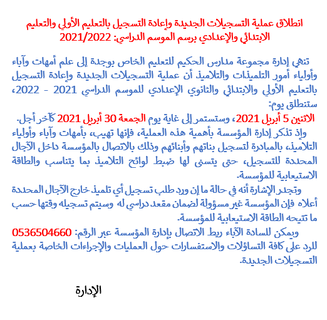 انطلاق عملية التسجيلات الجديدة وإعادة التسجيل بالتعليم الأولي والتعليم
الابتدائي والإعدادي برسم الموسم الدراسي: 2021/2022
تنهي إدارة مجموعة مدارس الحكيم للتعليم الخاص بوجدة إلى علم أمهات وآباء
وأولياء أمور التلميذات والتلاميذ أن عملية التسجيلات الجديدة وإعادة التسجيل
بالتعليم الأولي والابتدائي والثانوي الإعدادي للموسم الدراسي 2021 - 2022،
ستنطلق يوم:
الاثنين 5 أبريل 2021، وستستمر إلى غاية يوم الجمعة 30 أبريل 2021 كآخر أجل.
وإذ تذكر إدارة المؤسسة بأهمية هذه العملية، فإنها تهيب، بأمهات وآباء وأولياء
التلاميذ، بالمبادرة لتسجيل بناتهم وأبنائهم وذلك بالاتصال بالمؤسسة داخل الآجال
المحددة للتسجيل، حتى يتسنى لها ضبط لوائح التلاميذ بما يتناسب والطاقة
الاستيعابية للمؤسسة.
وتجدر الإشارة أنه في حالة ما إن ورد طلب تسجيل أي تلميذ خارج الآجال المحددة
أعلاه فإن المؤسسة غير مسؤولة لضمان مقعد دراسي له وسيتم تسجيله وقتها حسب
ما تتيحه الطاقة الاستيعابية للمؤسسة.
ويمكن للسادة الآباء ربط الاتصال بإدارة المؤسسة عبر الرقم: 0536504660
للرد على كافة التساؤلات والاستفسارات حول العمليات والإجراءات الخاصة بعملية
التسجيلات الجديدة.
الإدارة